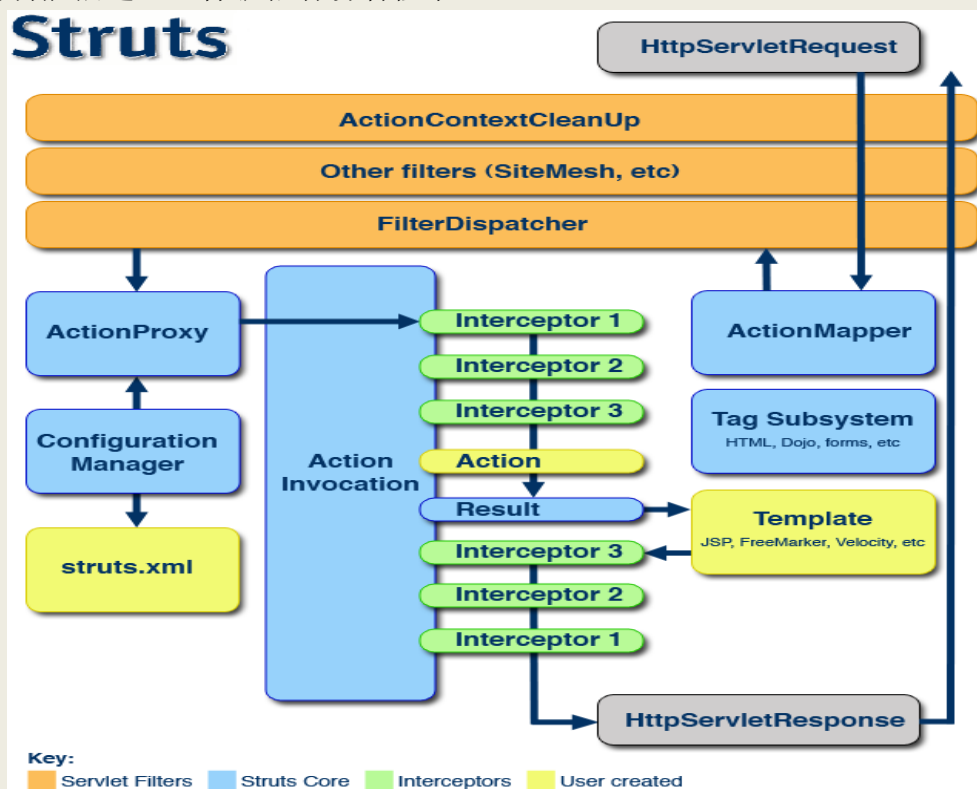 Struts
HttpServletRequest
ActionContextCleanUp
Other filters (SiteMesh, etc)
FilterDispatcher
ActionProxy
Interceptor 1
ActionMapper
Interceptor 2
Interceptor 3
Tag Subsystem
HTML, Dojo, forms, etc
Configuration
Manager
Action
Invocation
Action
Result
Template
JSP, FreeMarker, Velocity, etc
struts.xml
Interceptor 3
Interceptor 2
Interceptor 1
HttpServletResponse
Key:
Servlet Filters
Struts Core
Interceptors
User created